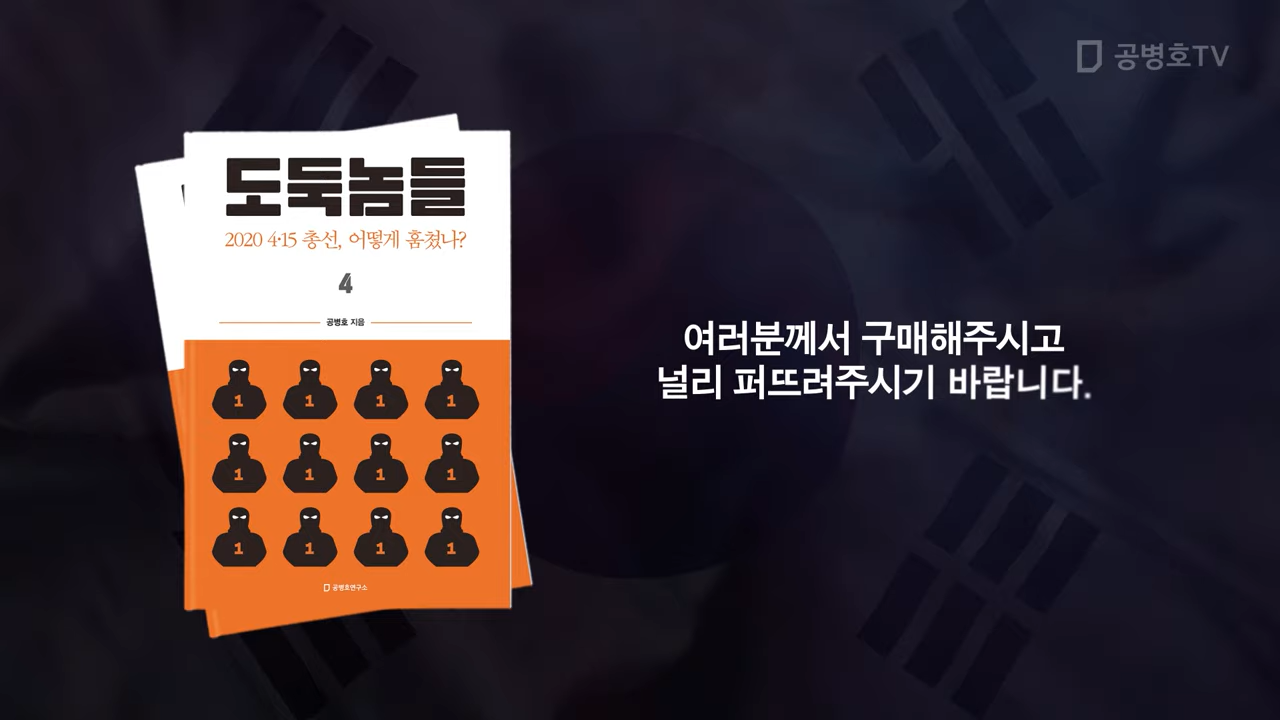 공병호TV
도둑놈들
2020 4·15 총선, 어떻게 훔쳤나?
4
공병호 지음
1 1 1 1
1 1 1 1
1 1 1 1
공병호연구소
여러분께서 구매해주시고
널리 퍼뜨려주시기 바랍니다.